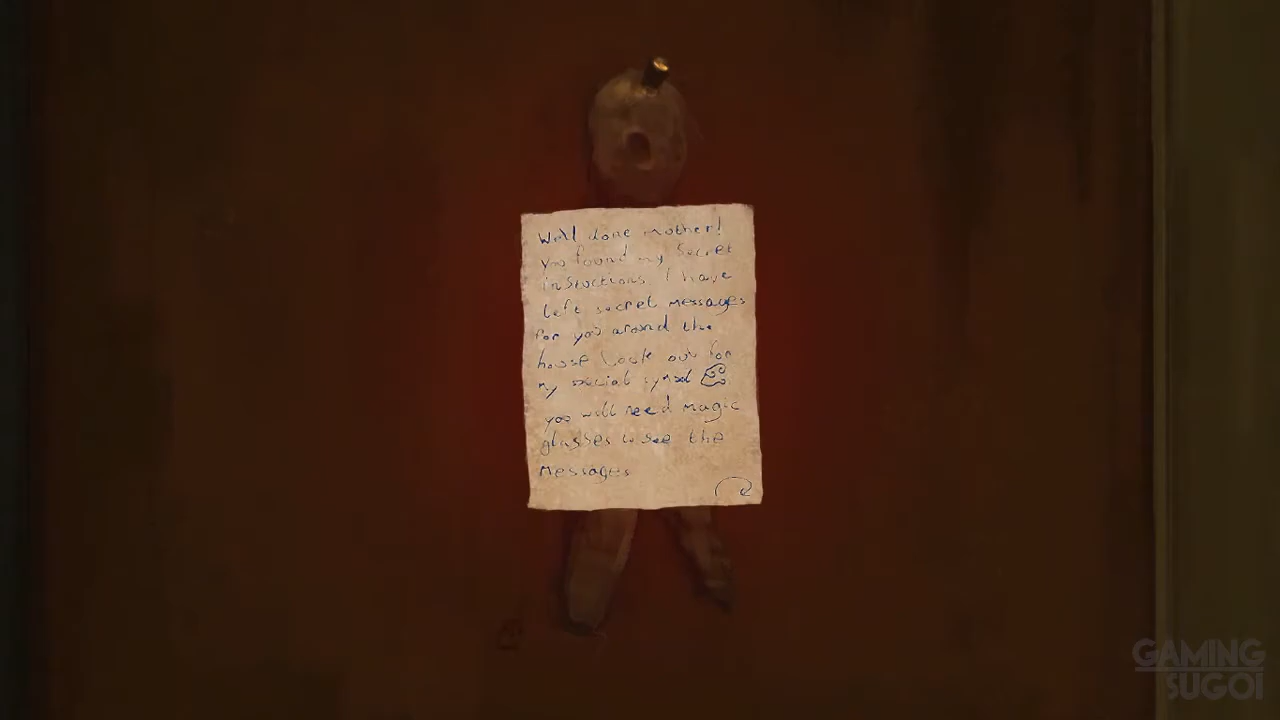 Well done mother!
you found my Secret
instuctions. I have
left secret messages
for you around the
house Look out for
my special symbol
you will need magic
glasses to see the
messages
GAMING
SUGOI